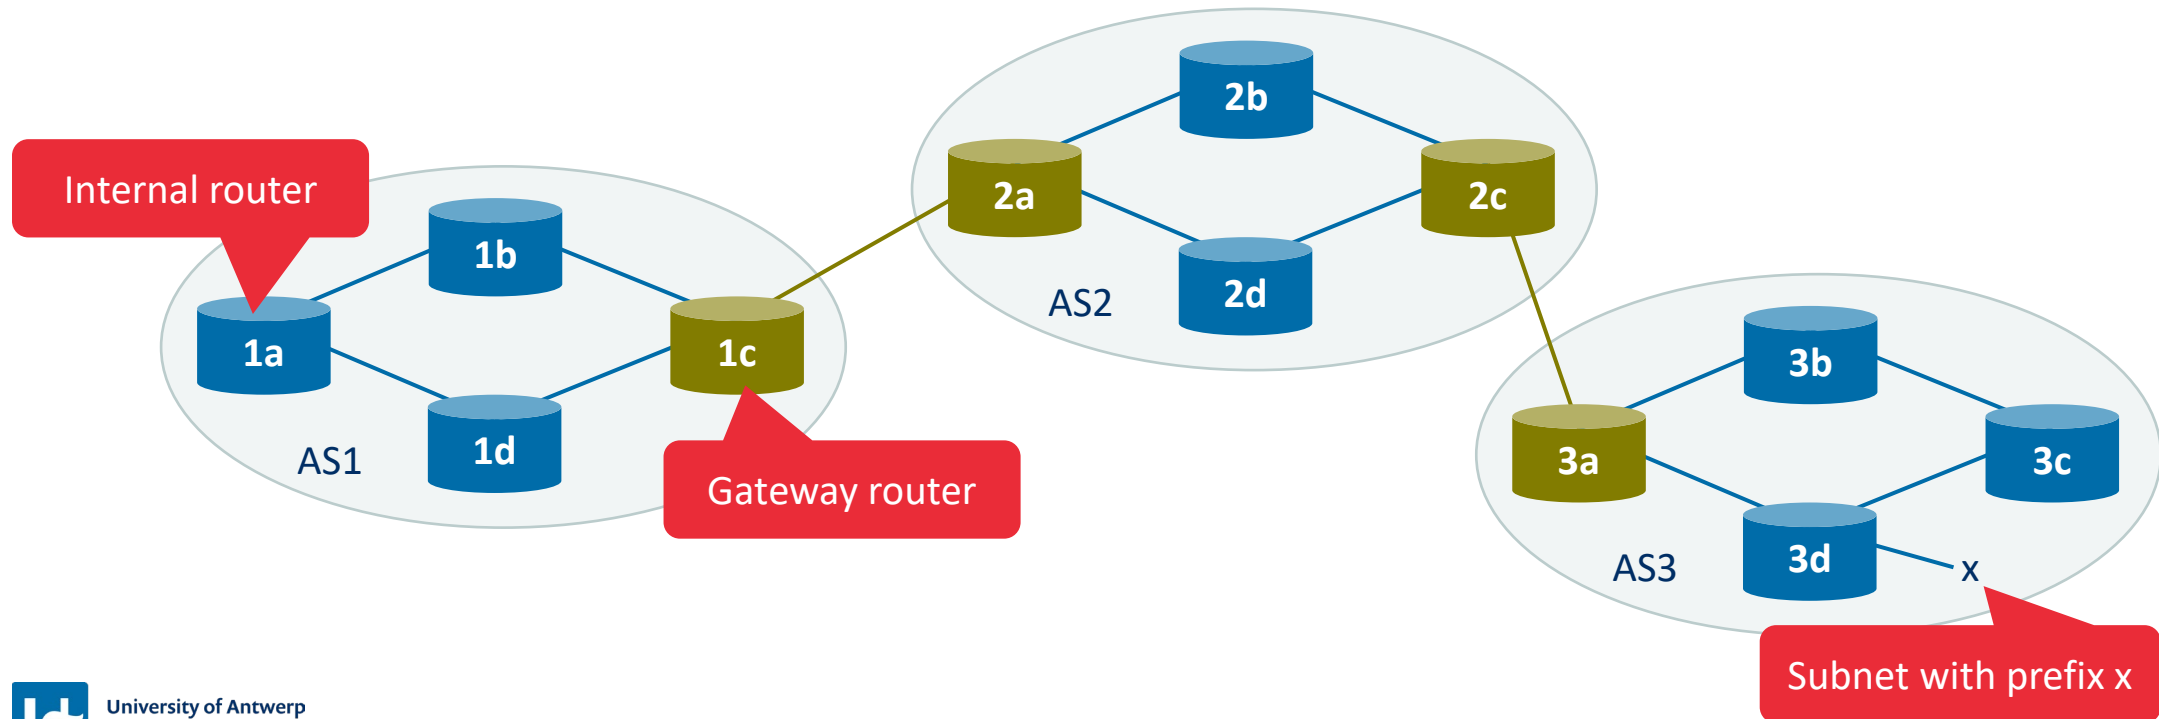 Internal router
1a
1b
1c
1d
AS1
Gateway router
2a
2b
2c
2d
AS2
3a
3b
3c
3d
AS3
x
Subnet with prefix x
University of Antwerp